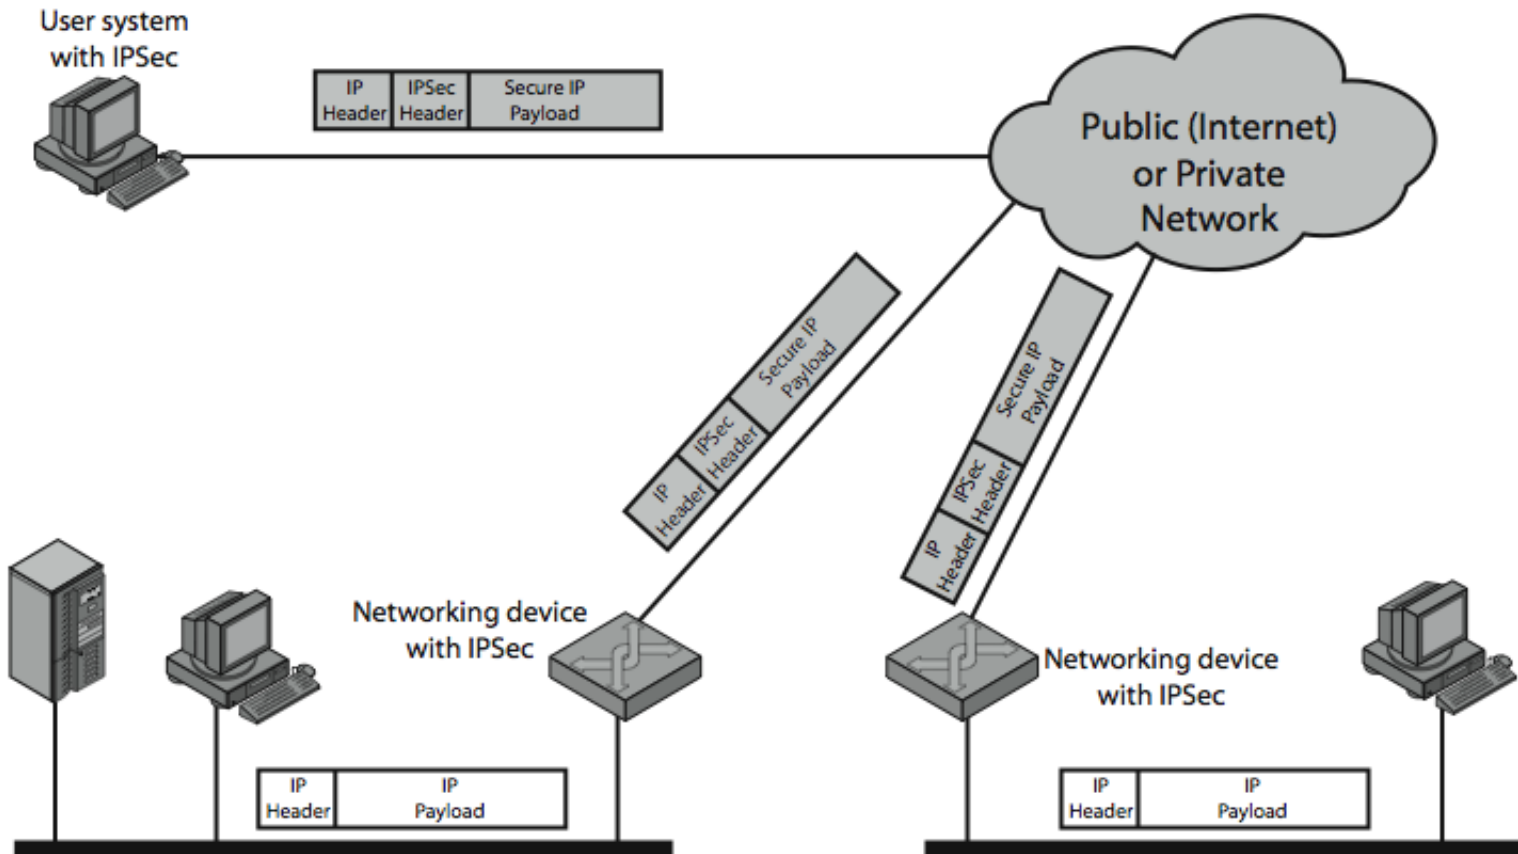 User system
with IPSec
IP
Header
IPSec
Header
Secure IP
Payload
Public (Internet)
or Private
Network
IP
Header
IPSec
Header
Secure IP
Payload
IP
Header
IPSec
Header
Secure IP
Payload
Networking device
with IPSec
Networking device
with IPSec
IP
Header
IP
Payload
IP
Header
IP
Payload